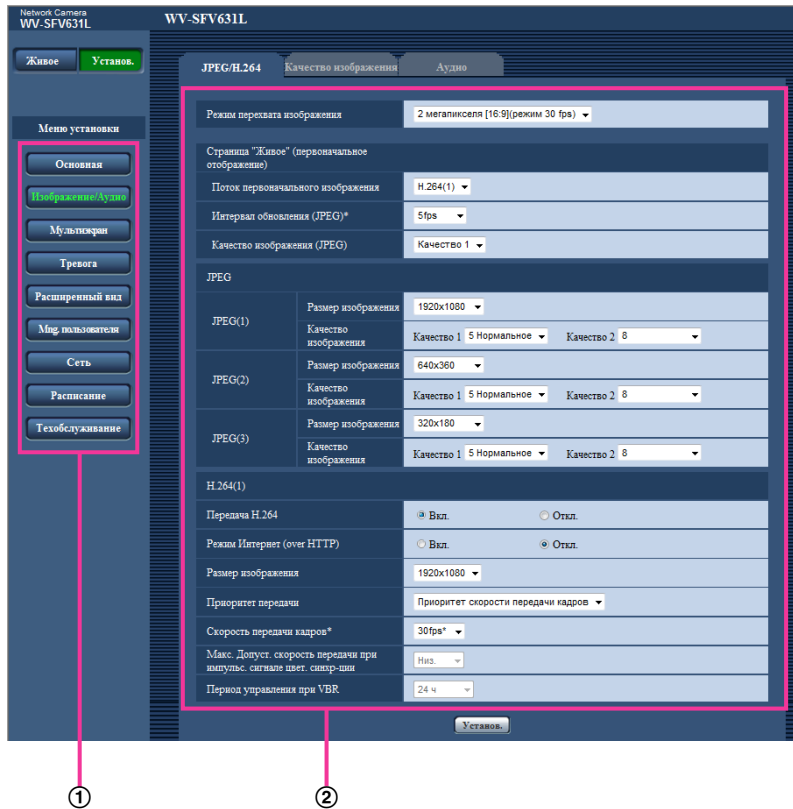 Network Camera
WV-SFV631L
WV-SFV631L
Живое Установ.
JPEG/H.264 Качество изображения Аудио
Меню установки
Основная
Изображение/Аудио
Мультиэкран
Тревога
Расширенный вид
Mng. пользователя
Сеть
Расписание
Техобслуживание
Режим перехвата изображения 2 мегапикселя [16:9](режим 30 fps)
Страница "Живое" (первоначальное
отображение)
Поток первоначального изображения H.264(1)
Интервал обновления (JPEG)* 5fps
Качество изображения (JPEG) Качество 1
JPEG
JPEG(1)
Размер изображения 1920x1080
Качество
изображения Качество 1 5 Нормальное Качество 2 8
JPEG(2)
Размер изображения 640x360
Качество
изображения Качество 1 5 Нормальное Качество 2 8
JPEG(3)
Размер изображения 320x180
Качество
изображения Качество 1 5 Нормальное Качество 2 8
H.264(1)
Передача H.264 Вкл. Откл.
Режим Интернет (over HTTP) Вкл. Откл.
Размер изображения 1920x1080
Приоритет передачи Приоритет скорости передачи кадров
Скорость передачи кадров* 30fps*
Макс. Допуст. скорость передачи при
импульс. сигнале цвет. синхр-ции Низ.
Период управления при VBR 24 ч
Установ.
① ②